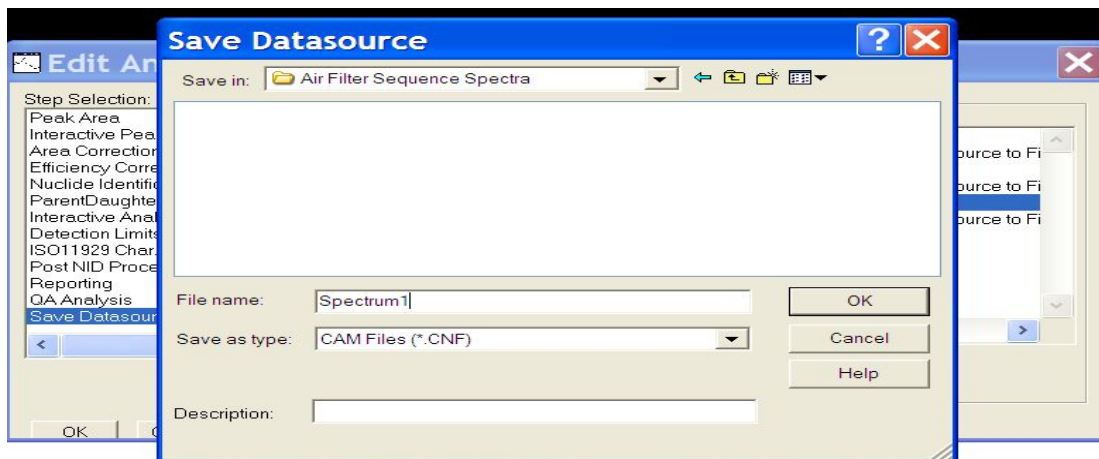 Save Datasource
Edit An
Save in: Air Filter Sequence Spectra
Step Selection:
Peak Area
Interactive Pea
Area Correction
Efficiency Corre
Nuclide Identific
ParentDaughte
Interactive Anal
Detection Limits
ISO11929 Char.
Post NID Proce
Reporting
QA Analysis
Save Datasour
ource to Fi
ource to Fi
ource to Fi
File name: Spectrum1
OK
Save as type: CAM Files (*.CNF)
Cancel
Help
Description:
OK